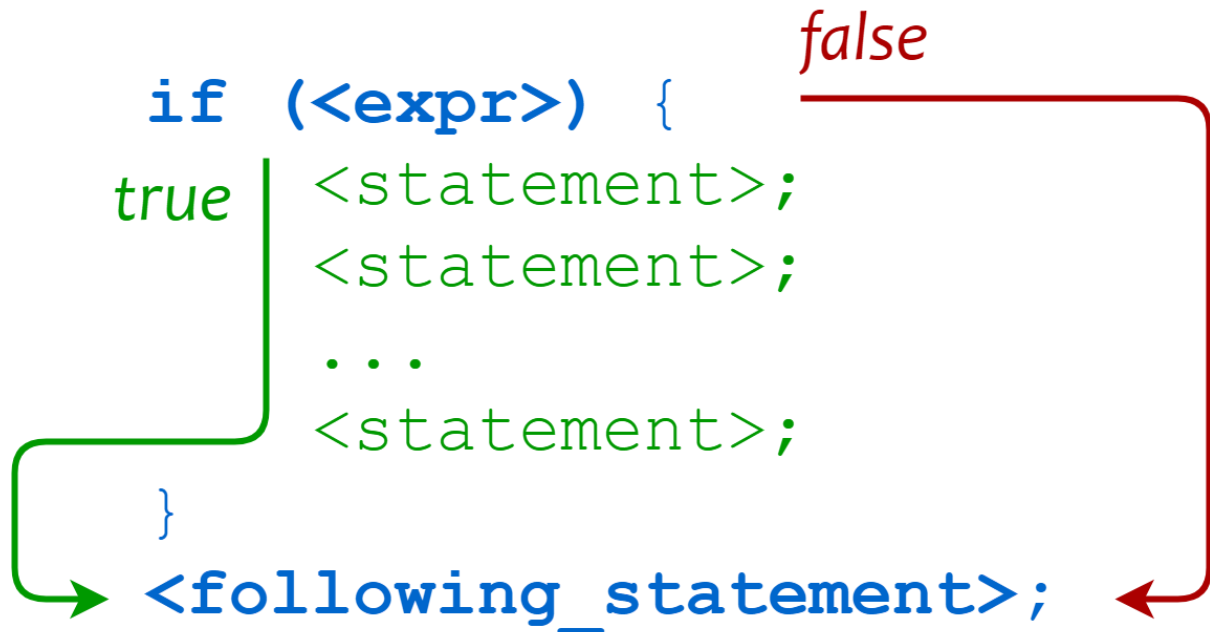 false
if (<expr>) {
true
<statement>;
<statement>;
...
<statement>;
}
<following_statement>;